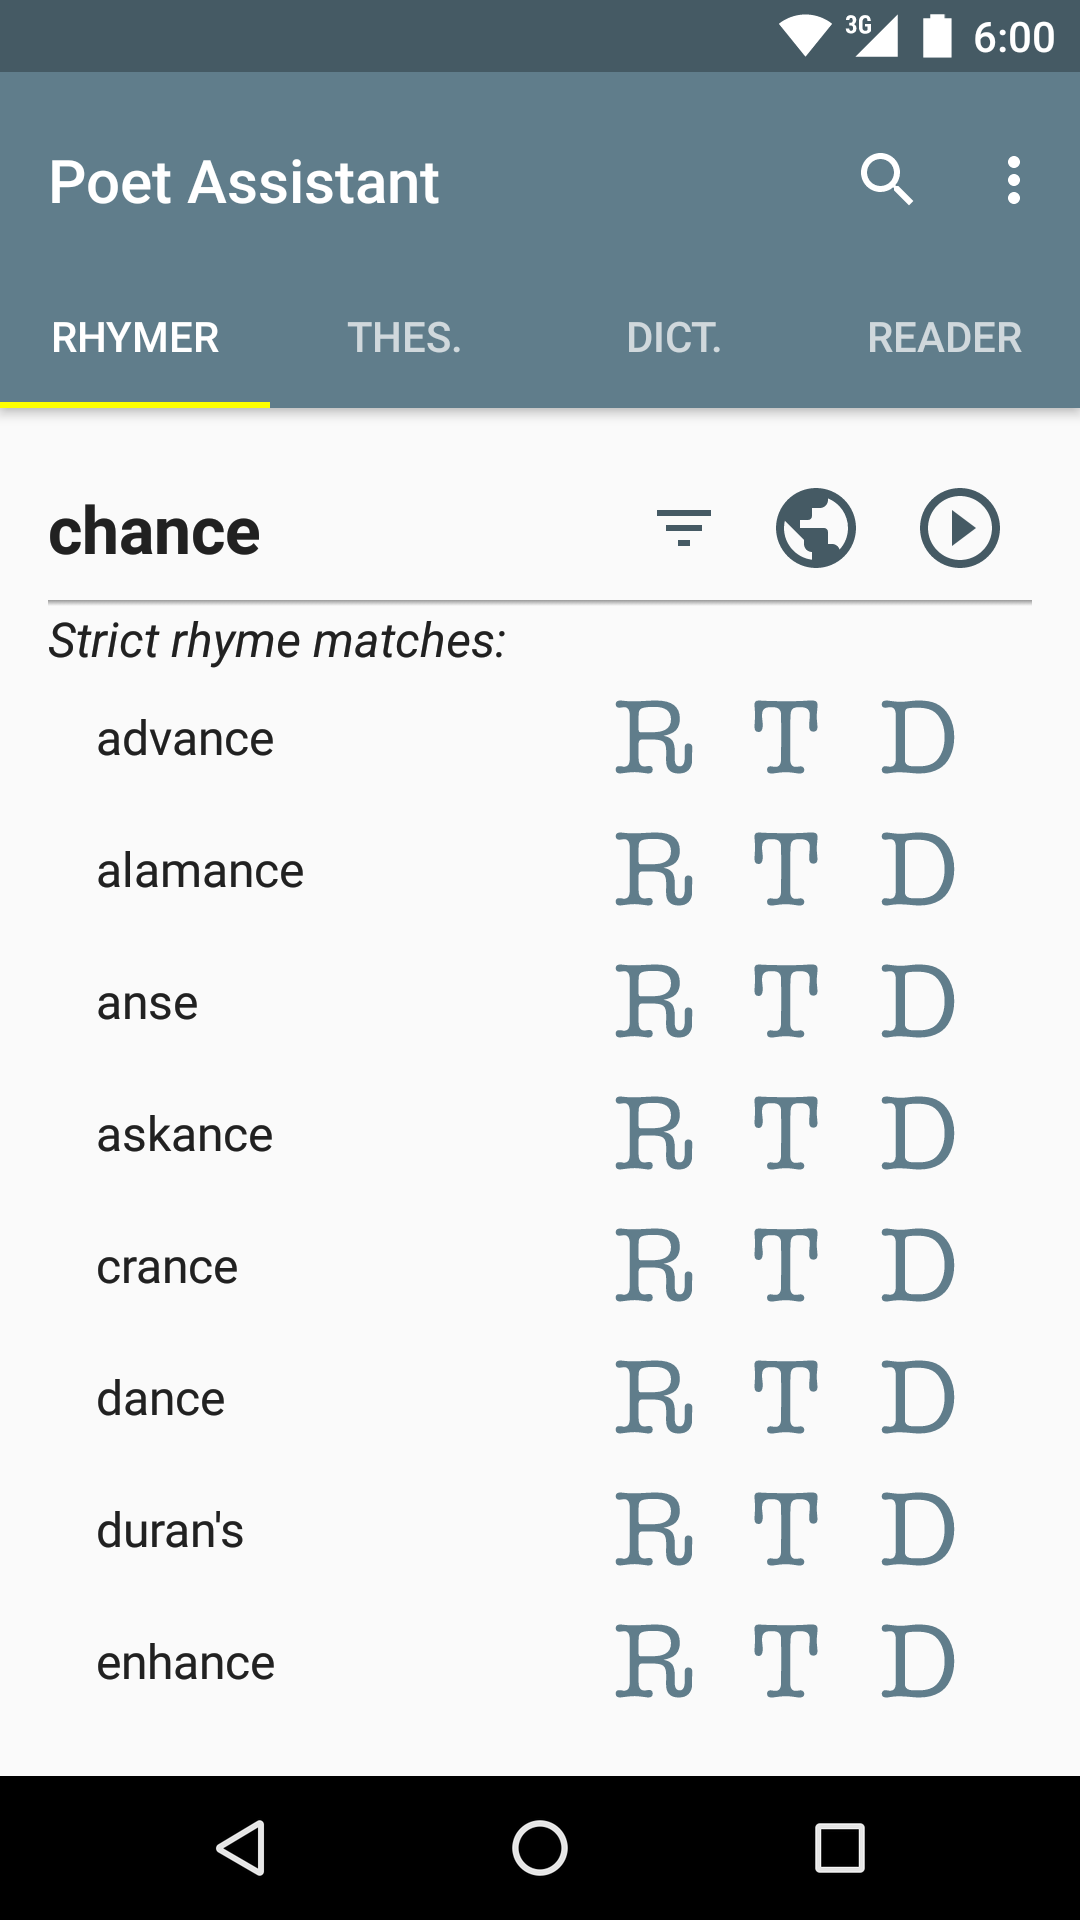 3G 6:00
Poet Assistant
RHYMER THES. DICT. READER
chance
Strict rhyme matches:
advance R T D
alamance R T D
anse R T D
askance R T D
crance R T D
dance R T D
duran's R T D
enhance R T D